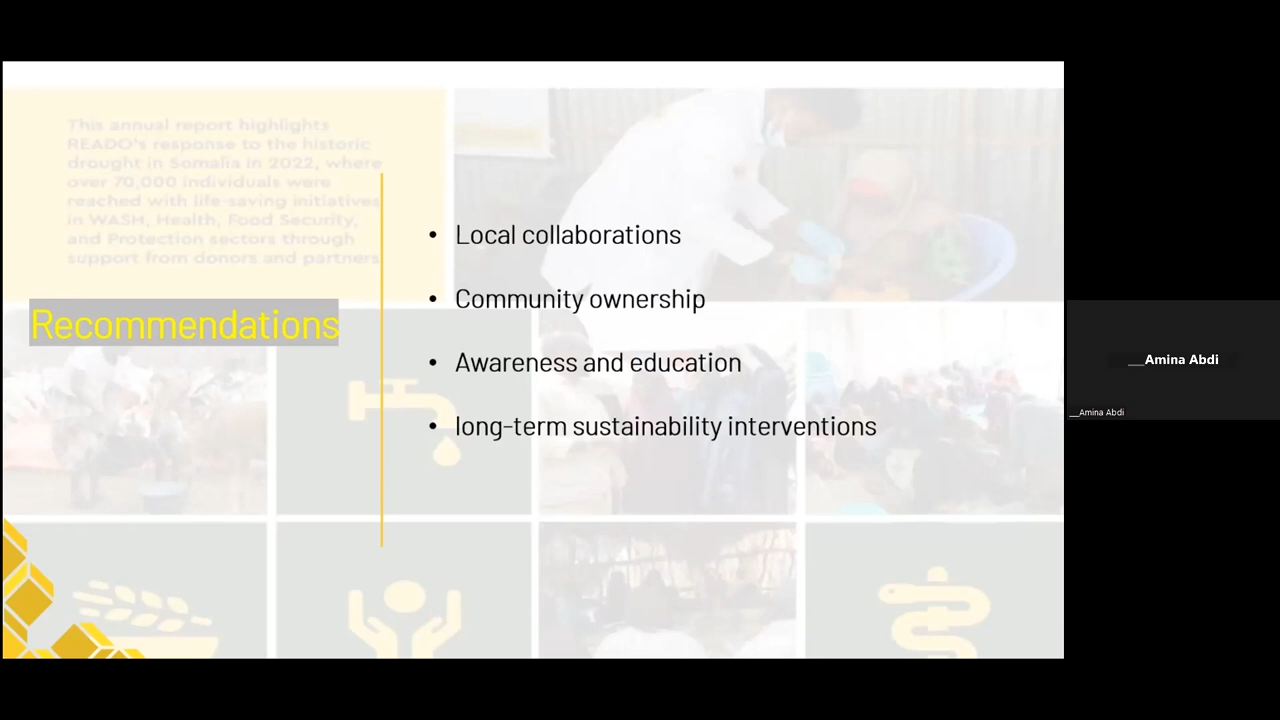 This annual report highlights
READO's response to the historic
drought in Somalia in 2022, where
over 70,000 individuals were
reached with life-saving initiatives
in WASH, Health, Food Security,
and Protection sectors through
support from donors and partners
Recommendations
• Local collaborations
• Community ownership
• Awareness and education
• long-term sustainability interventions
__Amina Abdi
__Amina Abdi